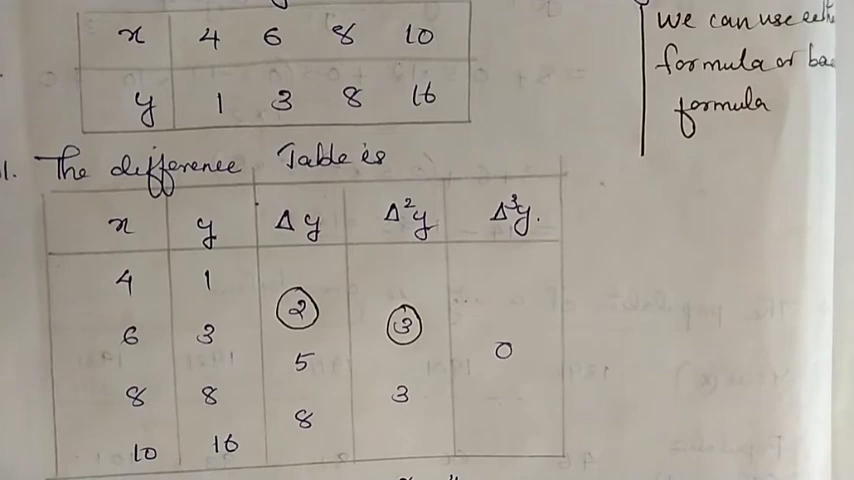 x 4 6 8 10
y 1 3 8 16
we can use
formula or
formula
1. The difference Table is
x y Δy Δ²y Δ³y.
4 1
2 3
6 3
5 0
8 8 3
8
10 16